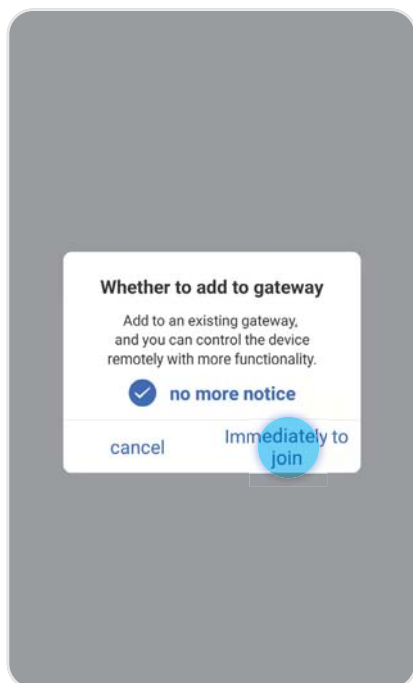 Whether to add to gateway
Add to an existing gateway,
and you can control the device
remotely with more functionality.
no more notice
cancel
Immediately to
join